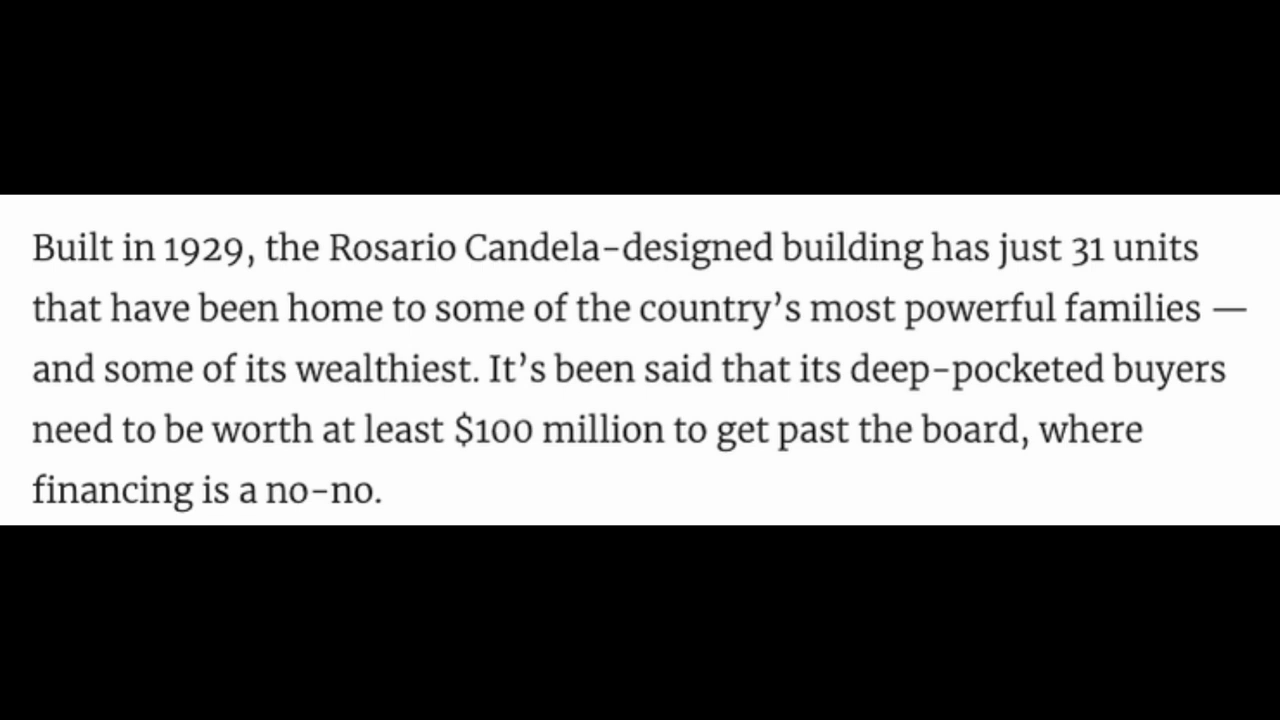 Built in 1929, the Rosario Candela-designed building has just 31 units
that have been home to some of the country’s most powerful families —
and some of its wealthiest. It’s been said that its deep-pocketed buyers
need to be worth at least $100 million to get past the board, where
financing is a no-no.